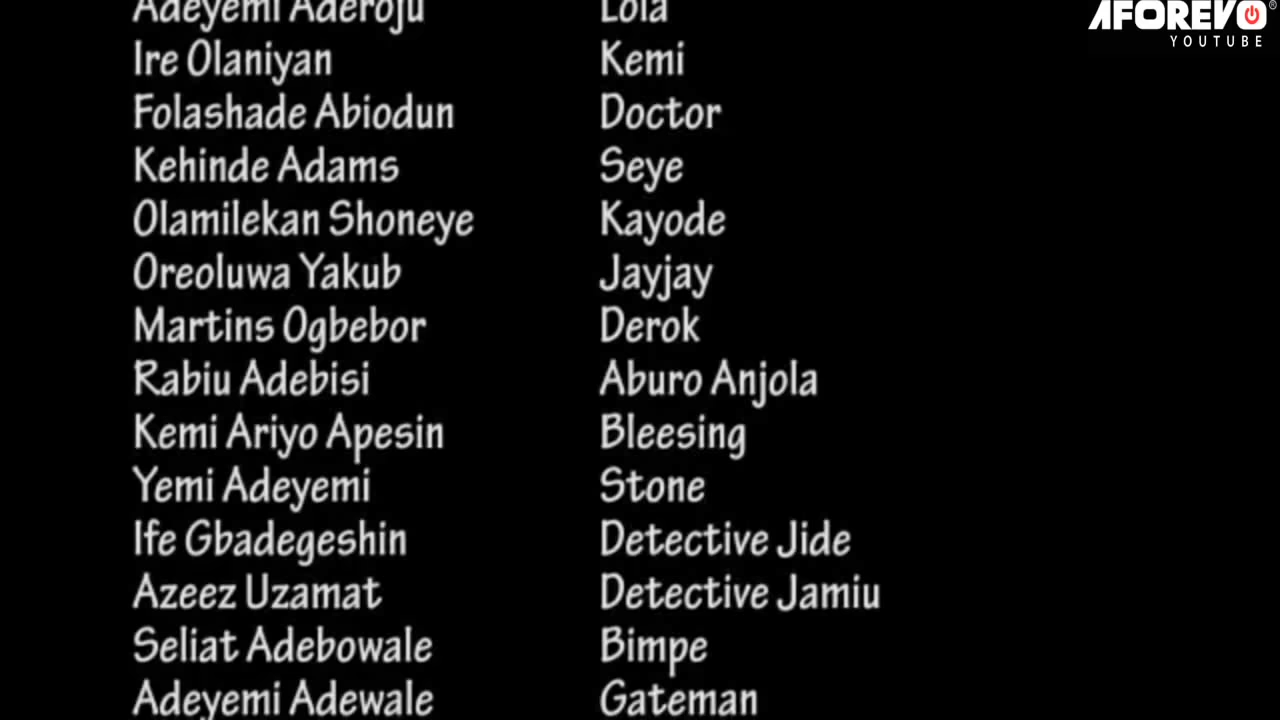 AFOREVO®
YOUTUBE
Adeyemi Aderoju Lola
Ire Olaniyan Kemi
Folashade Abiodun Doctor
Kehinde Adams Seye
Olamilekan Shoneye Kayode
Oreoluwa Yakub Jayjay
Martins Ogbebor Derok
Rabiu Adebisi Aburo Anjola
Kemi Ariyo Apesin Bleesing
Yemi Adeyemi Stone
Ife Gbadegeshin Detective Jide
Azeez Uzamat Detective Jamiu
Seliat Adebowale Bimpe
Adeyemi Adewale Gateman